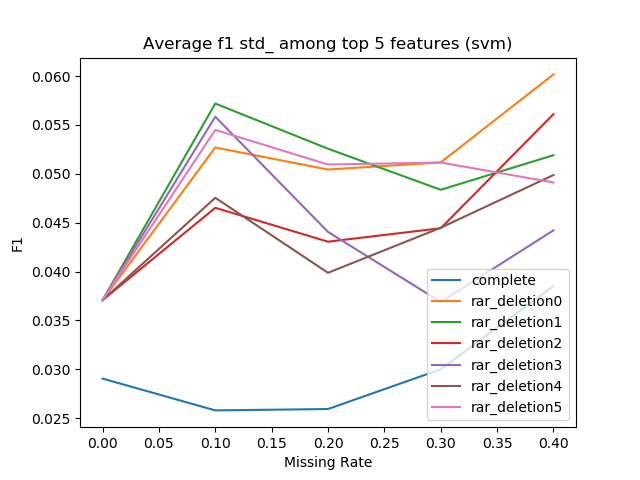 Average f1 std_ among top 5 features (svm)
0.060
0.055
0.050
0.045
0.040
0.035
0.030
0.025
F1
complete
rar_deletion0
rar_deletion1
rar_deletion2
rar_deletion3
rar_deletion4
rar_deletion5
0.00 0.05 0.10 0.15 0.20 0.25 0.30 0.35 0.40
Missing Rate